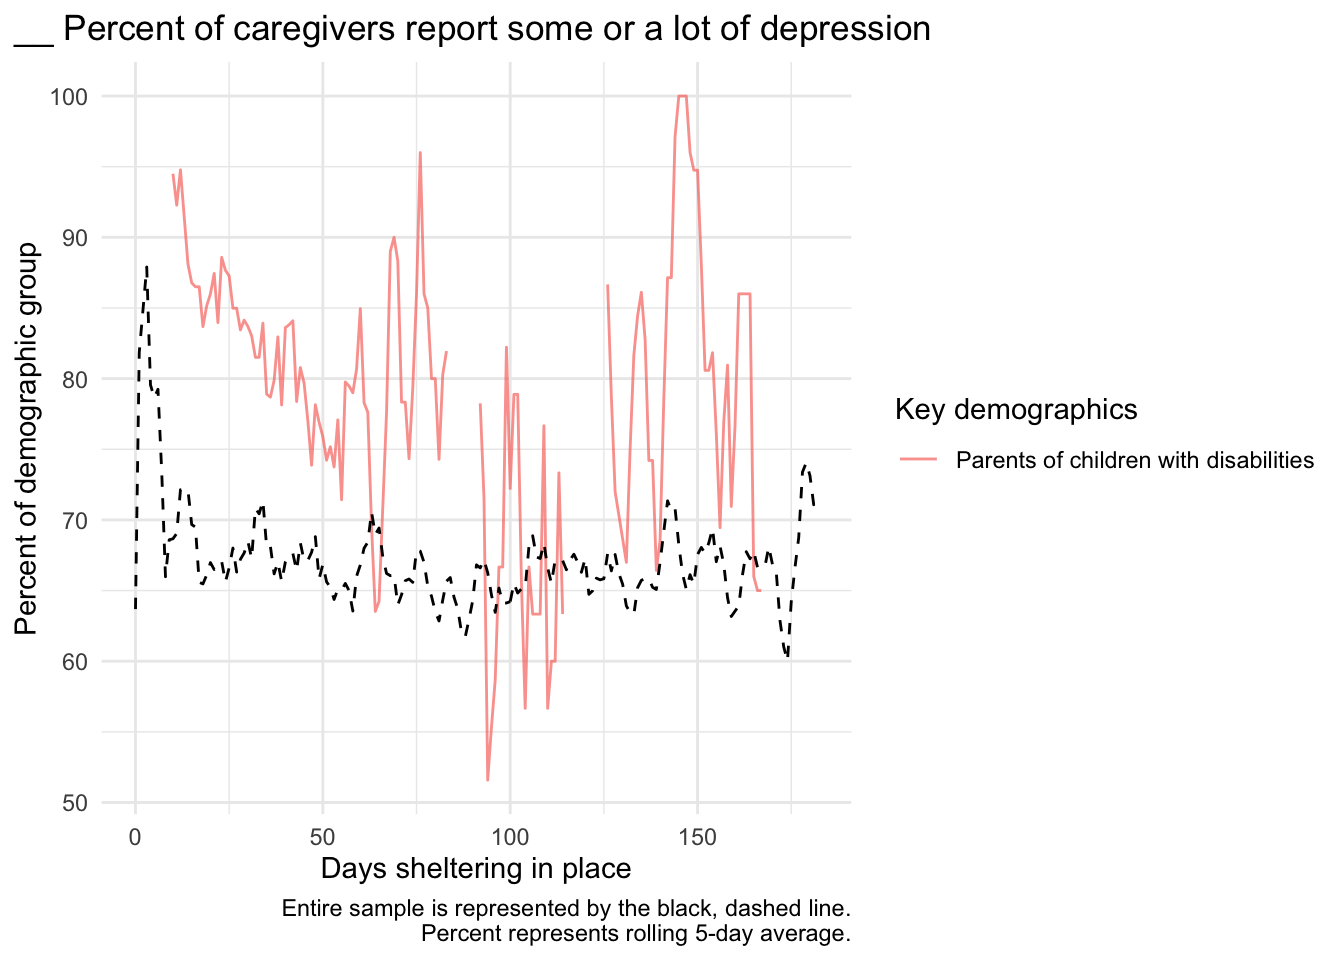 __ Percent of caregivers report some or a lot of depression
100
90
80
70
60
50
Percent of demographic group
0 50 100 150
Days sheltering in place
Key demographics
Parents of children with disabilities
Entire sample is represented by the black, dashed line.
Percent represents rolling 5-day average.